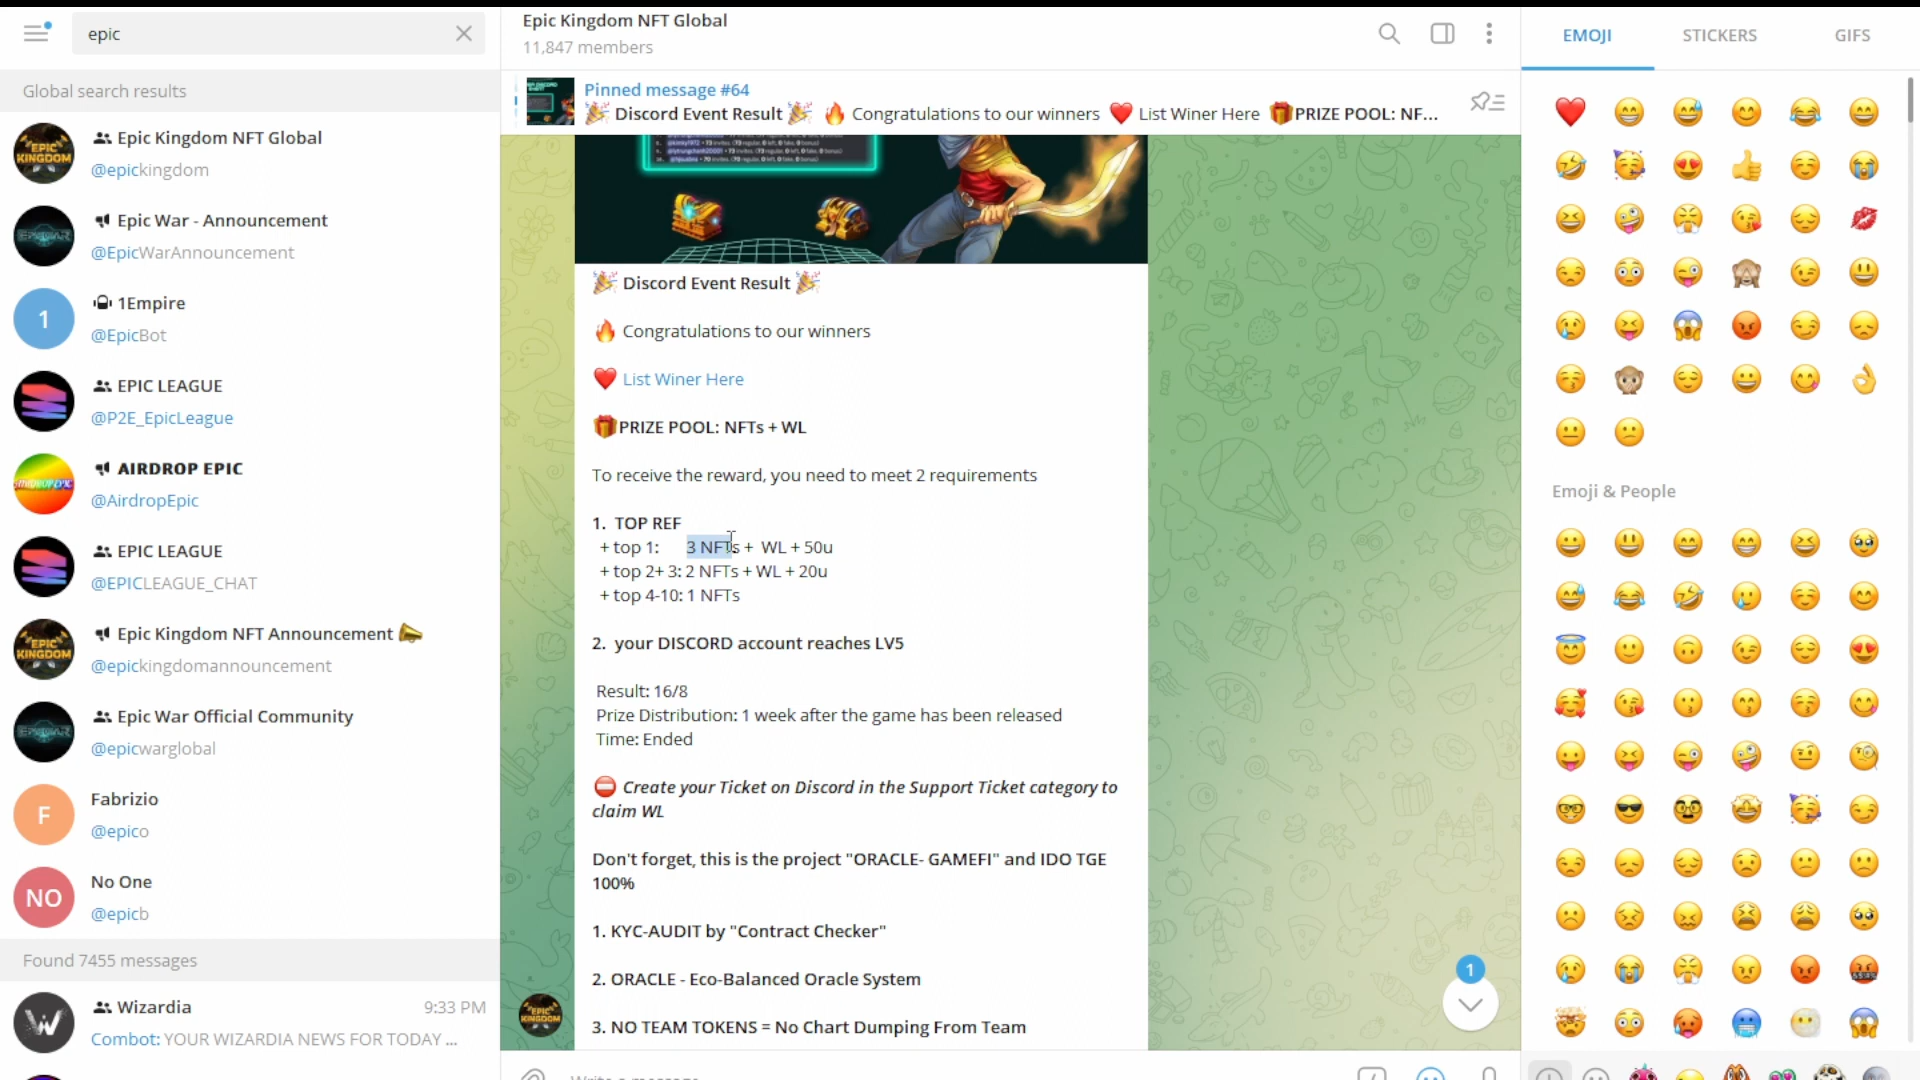 epic
Global search results
Epic Kingdom NFT Global
@epickingdom
Epic War - Announcement
@EpicWarAnnouncement
1
1Empire
@EpicBot
EPIC LEAGUE
@P2E_EpicLeague
AIRDROP EPIC
@AirdropEpic
EPIC LEAGUE
@EPICLEAGUE_CHAT
Epic Kingdom NFT Announcement
@epickingdomannouncement
Epic War Official Community
@epicwarglobal
F
Fabrizio
@epico
NO
No One
@epicb
Found 7455 messages
Wizardia
9:33 PM
Combot: YOUR WIZARDIA NEWS FOR TODAY ...
Epic Kingdom NFT Global
11,847 members
Pinned message #64
Discord Event Result Congratulations to our winners List Winer Here PRIZE POOL: NF...
Discord Event Result
Congratulations to our winners
List Winer Here
PRIZE POOL: NFTs + WL
To receive the reward, you need to meet 2 requirements
1. TOP REF
+ top 1: 3 NFTs + WL + 50u
+ top 2+ 3: 2 NFTs + WL + 20u
+ top 4-10: 1 NFTs
2. your DISCORD account reaches LV5
Result: 16/8
Prize Distribution: 1 week after the game has been released
Time: Ended
Create your Ticket on Discord in the Support Ticket category to
claim WL
Don't forget, this is the project "ORACLE- GAMEFI" and IDO TGE
100%
1. KYC-AUDIT by "Contract Checker"
2. ORACLE - Eco-Balanced Oracle System
3. NO TEAM TOKENS = No Chart Dumping From Team
EPIC
KINGDOM
1
Write a message...
EMOJI
STICKERS
GIFS
Emoji & People